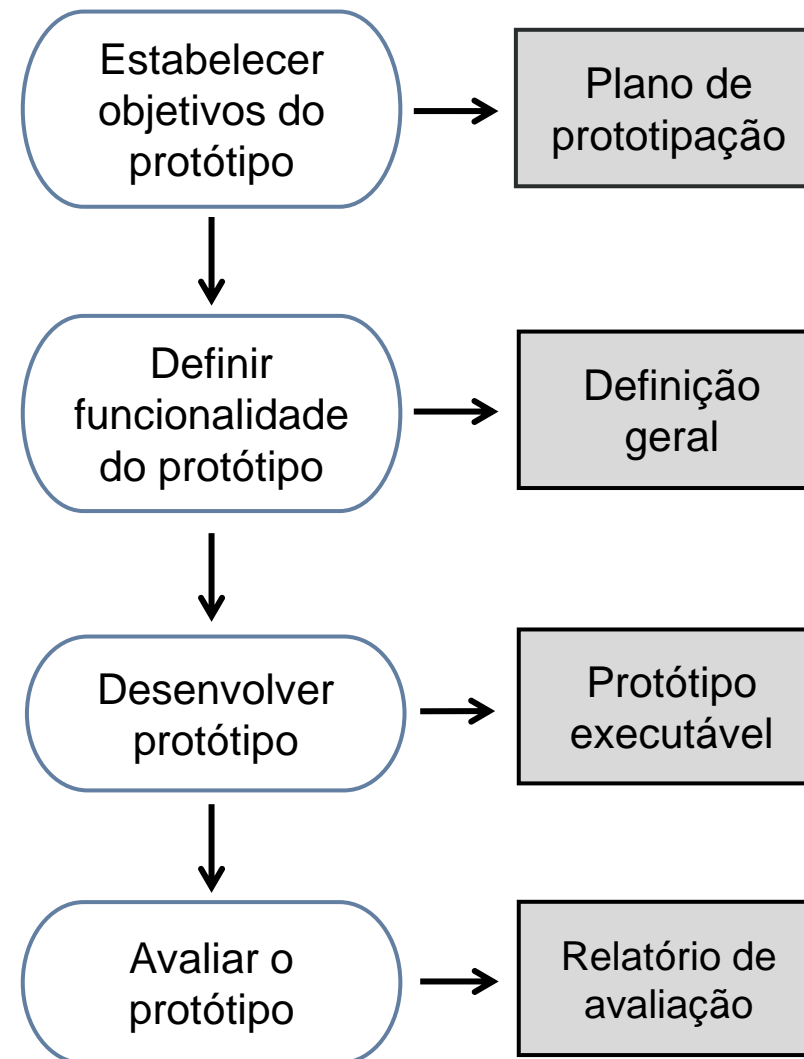 Estabelecer
objetivos do
protótipo
Plano de
prototipação
Definir
funcionalidade
do protótipo
Definição
geral
Desenvolver
protótipo
Protótipo
executável
Avaliar o
protótipo
Relatório de
avaliação